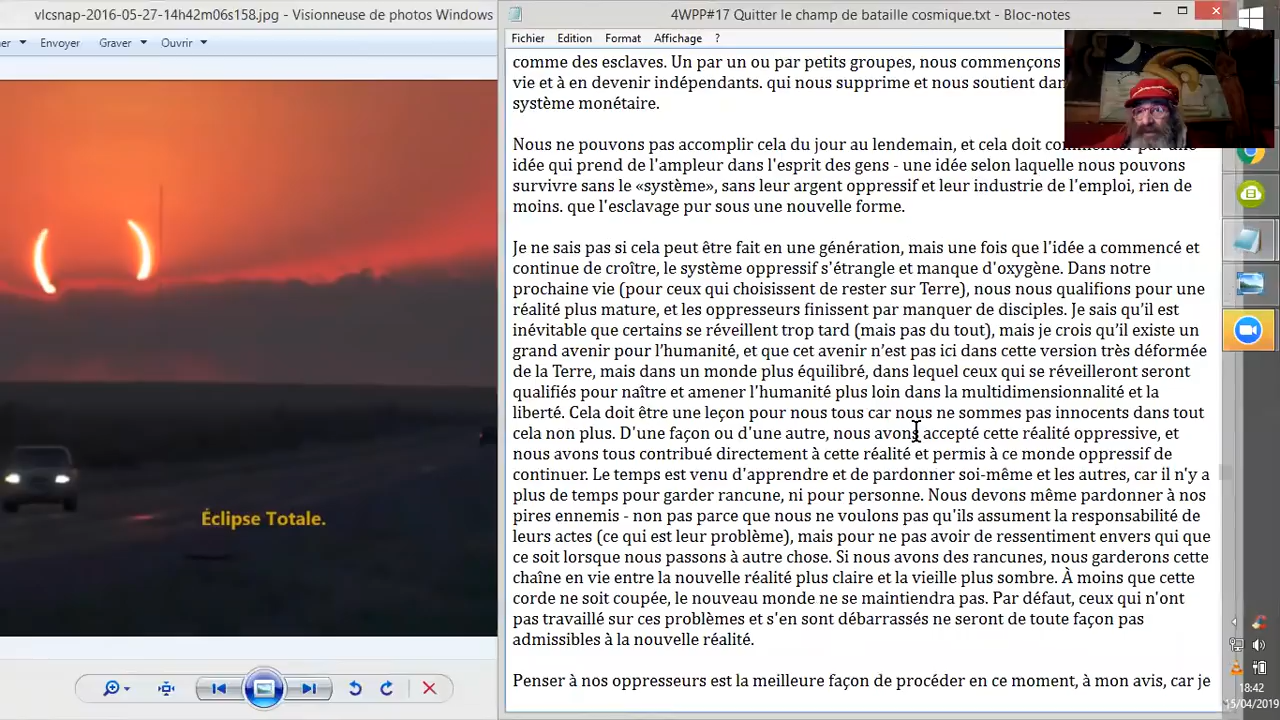 vlcsnap-2016-05-27-14h42m06s158.jpg - Visionneuse de photos Windows
Envoyer Graver Ouvrir
Éclipse Totale.
4WPP#17 Quitter le champ de bataille cosmique.txt - Bloc-notes
Fichier Edition Format Affichage ?
comme des esclaves. Un par un ou par petits groupes, nous commençons
vie et à en devenir indépendants. qui nous supprime et nous soutient
système monétaire.
Nous ne pouvons pas accomplir cela du jour au lendemain, et cela doit
idée qui prend de l'ampleur dans l'esprit des gens - une idée selon laquelle nous pouvons
survivre sans le «système», sans leur argent oppressif et leur industrie de l'emploi, rien de
moins. que l'esclavage pur sous une nouvelle forme.
Je ne sais pas si cela peut être fait en une génération, mais une fois que l'idée a commencé et
continue de croître, le système oppressif s'étrangle et manque d'oxygène. Dans notre
prochaine vie (pour ceux qui choisissent de rester sur Terre), nous nous qualifions pour une
réalité plus mature, et les oppresseurs finissent par manquer de disciples. Je sais qu’il est
inévitable que certains se réveillent trop tard (mais pas du tout), mais je crois qu’il existe un
grand avenir pour l’humanité, et que cet avenir n’est pas ici dans cette version très déformée
de la Terre, mais dans un monde plus équilibré, dans lequel ceux qui se réveilleront seront
qualifiés pour naître et amener l’humanité plus loin dans la multidimensionnalité et la
liberté. Cela doit être une leçon pour nous tous car nous ne sommes pas innocents dans tout
cela non plus. D'une façon ou d'une autre, nous avons accepté cette réalité oppressive, et
nous avons tous contribué directement à cette réalité et permis à ce monde oppressif de
continuer. Le temps est venu d'apprendre et de pardonner soi-même et les autres, car il n'y a
plus de temps pour garder rancune, ni pour personne. Nous devons même pardonner à nos
pires ennemis - non pas parce que nous ne voulons pas qu'ils assument la responsabilité de
leurs actes (ce qui est leur problème), mais pour ne pas avoir de ressentiment envers qui que
ce soit lorsque nous passons à autre chose. Si nous avons des rancunes, nous garderons cette
chaîne en vie entre la nouvelle réalité plus claire et la vieille plus sombre. À moins que cette
corde ne soit coupée, le nouveau monde ne se maintiendra pas. Par défaut, ceux qui n'ont
pas travaillé sur ces problèmes et s'en sont débarrassés ne seront de toute façon pas
admissibles à la nouvelle réalité.
Penser à nos oppresseurs est la meilleure façon de procéder en ce moment, à mon avis, car je
18:42
15/04/2019